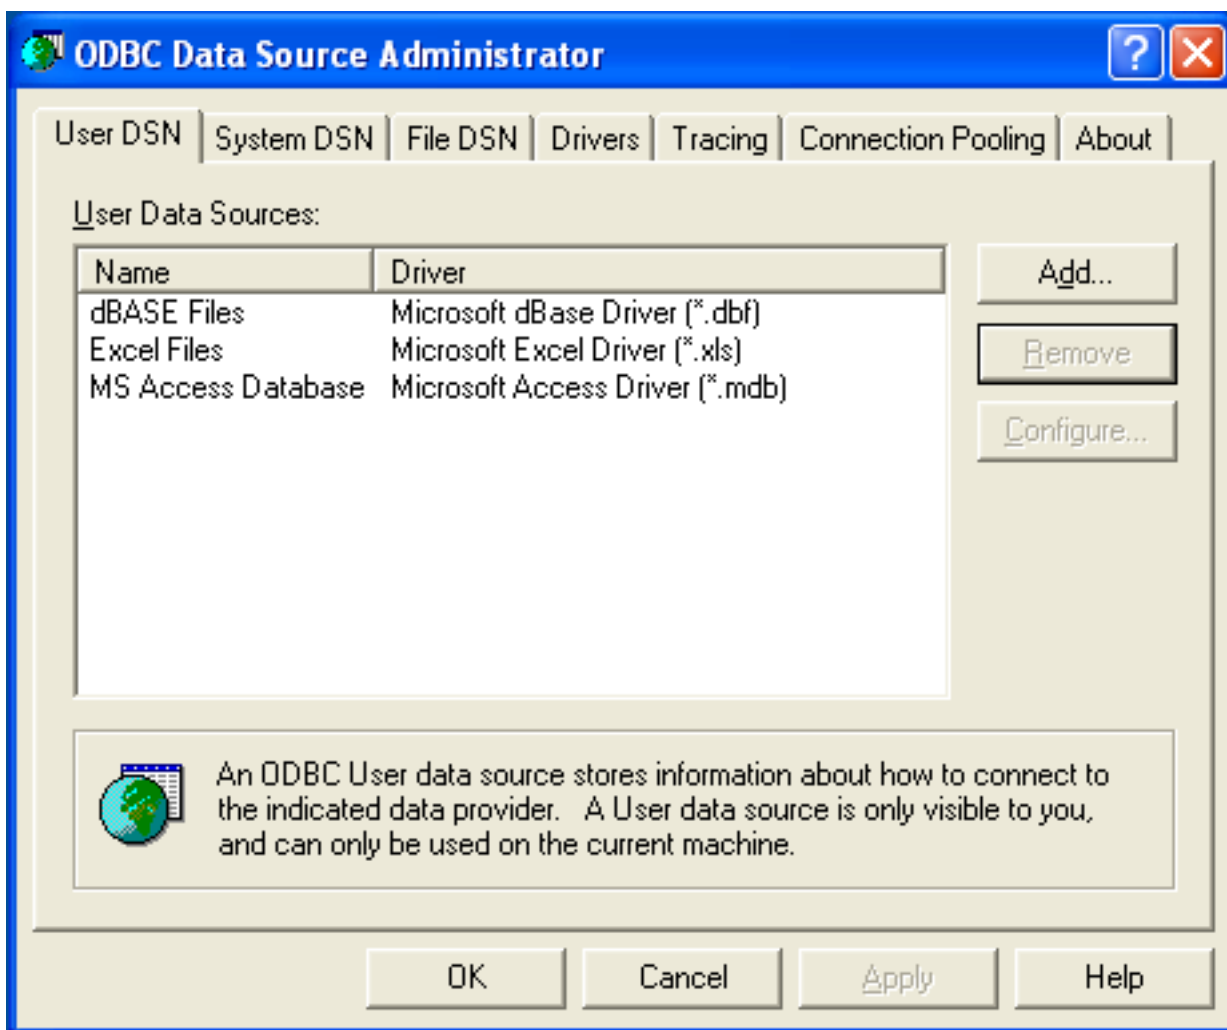 ODBC Data Source Administrator
?
User DSN System DSN File DSN Drivers Tracing Connection Pooling About
User Data Sources:
Name Driver
dBASE Files Microsoft dBase Driver (*.dbf)
Excel Files Microsoft Excel Driver (*.xls)
MS Access Database Microsoft Access Driver (*.mdb)
Add...
Remove
Configure...
An ODBC User data source stores information about how to connect to
the indicated data provider. A User data source is only visible to you,
and can only be used on the current machine.
OK Cancel Apply Help